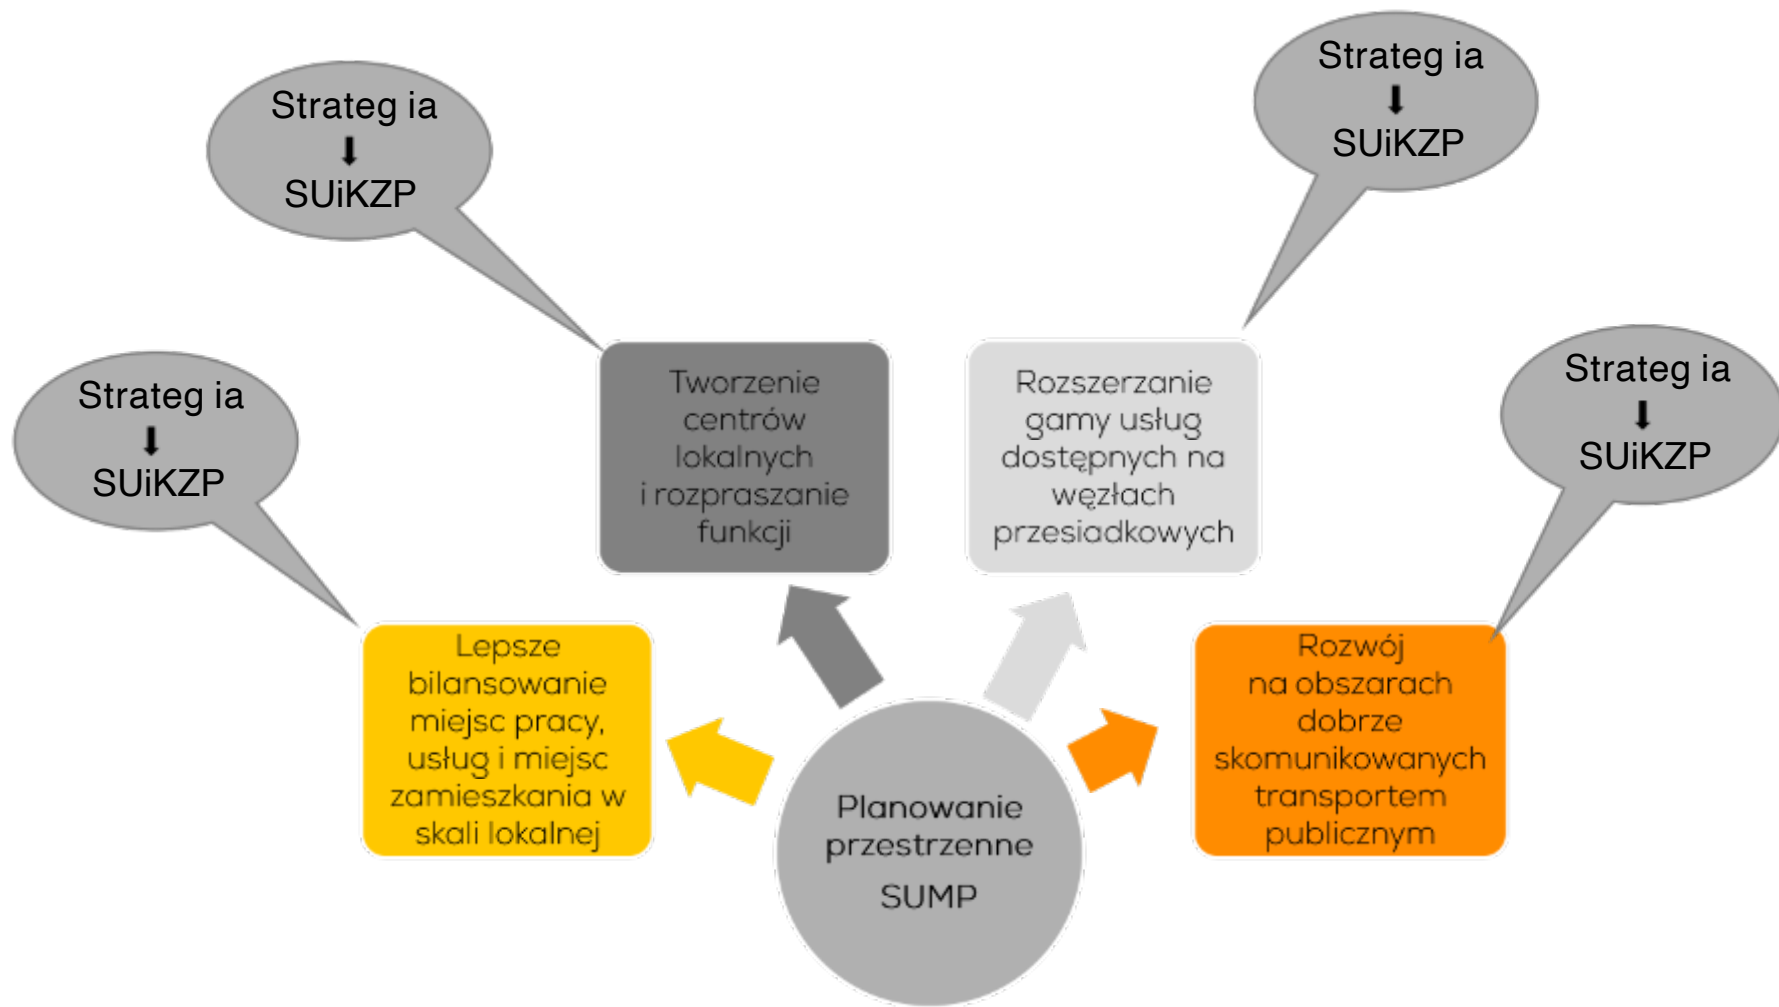 Strateg ia
SUiKZP
Strateg ia
SUiKZP
Strateg ia
SUiKZP
Strateg ia
SUiKZP
Tworzenie
centrów
lokalnych
i rozpraszanie
funkcji
Rozszerzanie
gamy usług
dostępnych na
węzłach
przesiadkowych
Lepsze
bilansowanie
miejsc pracy,
usług i miejsc
zamieszkania w
skali lokalnej
Rozwój
na obszarach
dobrze
skomunikowanych
transportem
publicznym
Planowanie
przestrzenne
SUMP